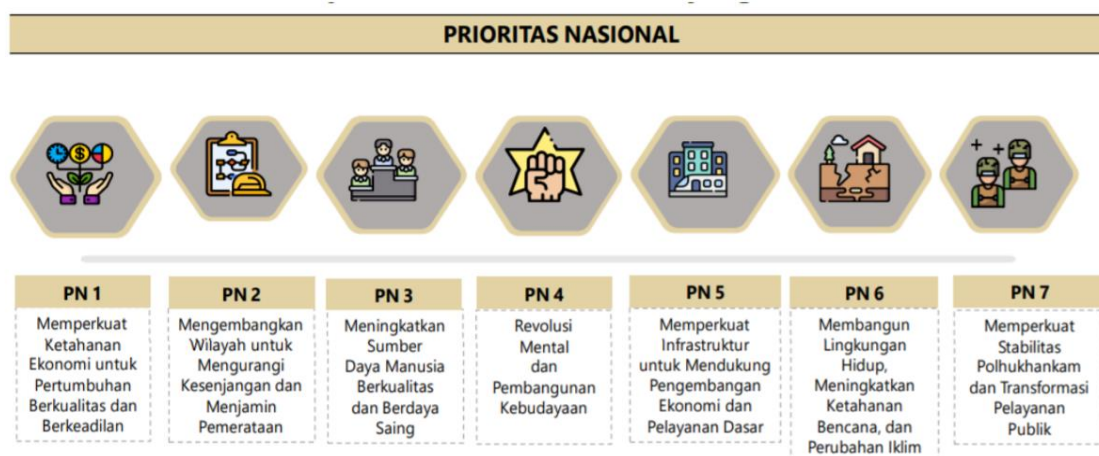 PRIORITAS NASIONAL
PN 1
Memperkuat
Ketahanan
Ekonomi untuk
Pertumbuhan
Berkualitas dan
Berkeadilan
PN 2
Mengembangkan
Wilayah untuk
Mengurangi
Kesenjangan dan
Menjamin
Pemerataan
PN 3
Meningkatkan
Sumber
Daya Manusia
Berkualitas
dan Berdaya
Saing
PN 4
Revolusi
Mental
dan
Pembangunan
Kebudayaan
PN 5
Memperkuat
Infrastruktur
untuk Mendukung
Pengembangan
Ekonomi dan
Pelayanan Dasar
PN 6
Membangun
Lingkungan
Hidup,
Meningkatkan
Ketahanan
Bencana, dan
Perubahan Iklim
PN 7
Memperkuat
Stabilitas
Polhukhankam
dan Transformasi
Pelayanan
Publik